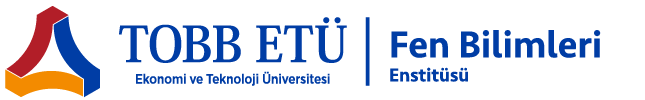 TOBB ETÜ
Ekonomi ve Teknoloji Üniversitesi
Fen Bilimleri
Enstitüsü